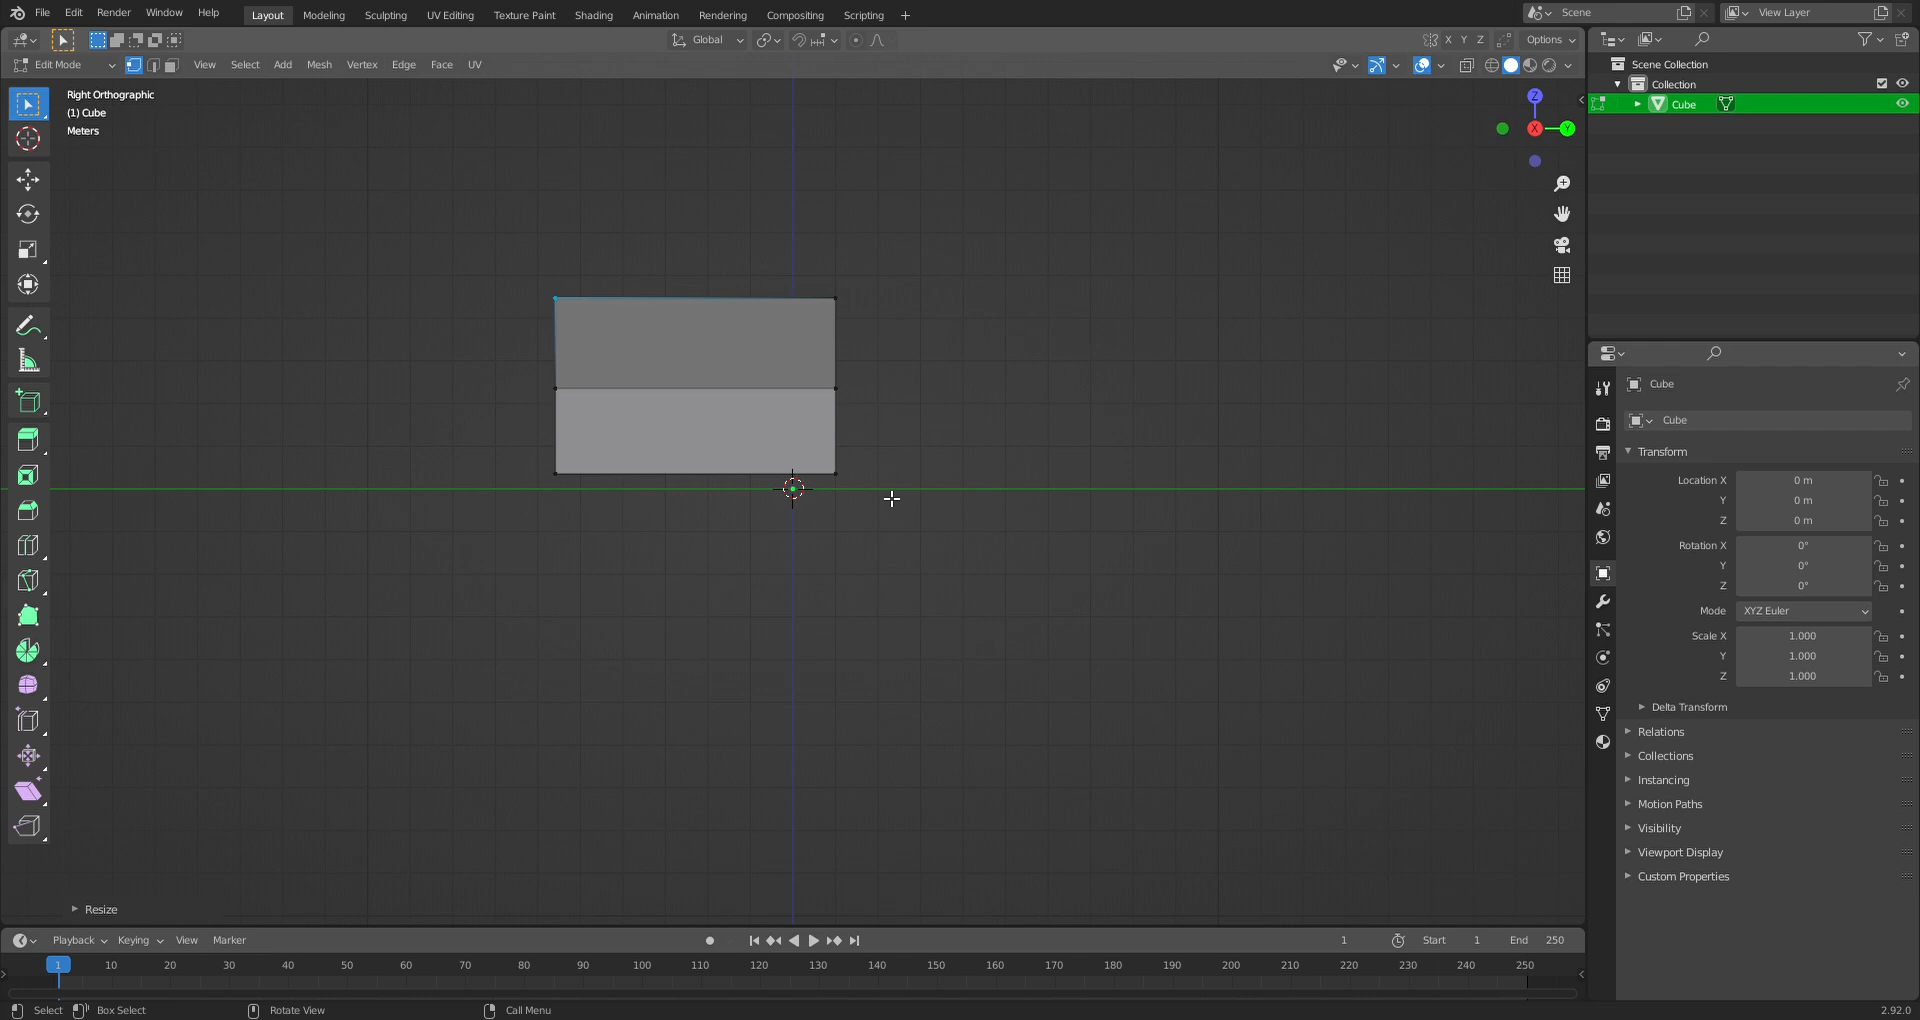 File Edit Render Window Help Layout Modeling Sculpting UV Editing Texture Paint Shading Animation Rendering Compositing Scripting + Scene View Layer
Global X Y Z Options
Edit Mode View Select Add Mesh Vertex Edge Face UV
Right Orthographic
(1) Cube
Meters
Z
X
Y
Scene Collection
Collection
Cube
Cube
Cube
Transform
Location X 0 m
Y 0 m
Z 0 m
Rotation X 0°
Y 0°
Z 0°
Mode XYZ Euler
Scale X 1.000
Y 1.000
Z 1.000
Delta Transform
Relations
Collections
Instancing
Motion Paths
Visibility
Viewport Display
Custom Properties
Resize
Playback Keying View Marker 1 Start 1 End 250
1 10 20 30 40 50 60 70 80 90 100 110 120 130 140 150 160 170 180 190 200 210 220 230 240 250
Select Box Select Rotate View Call Menu 2.92.0